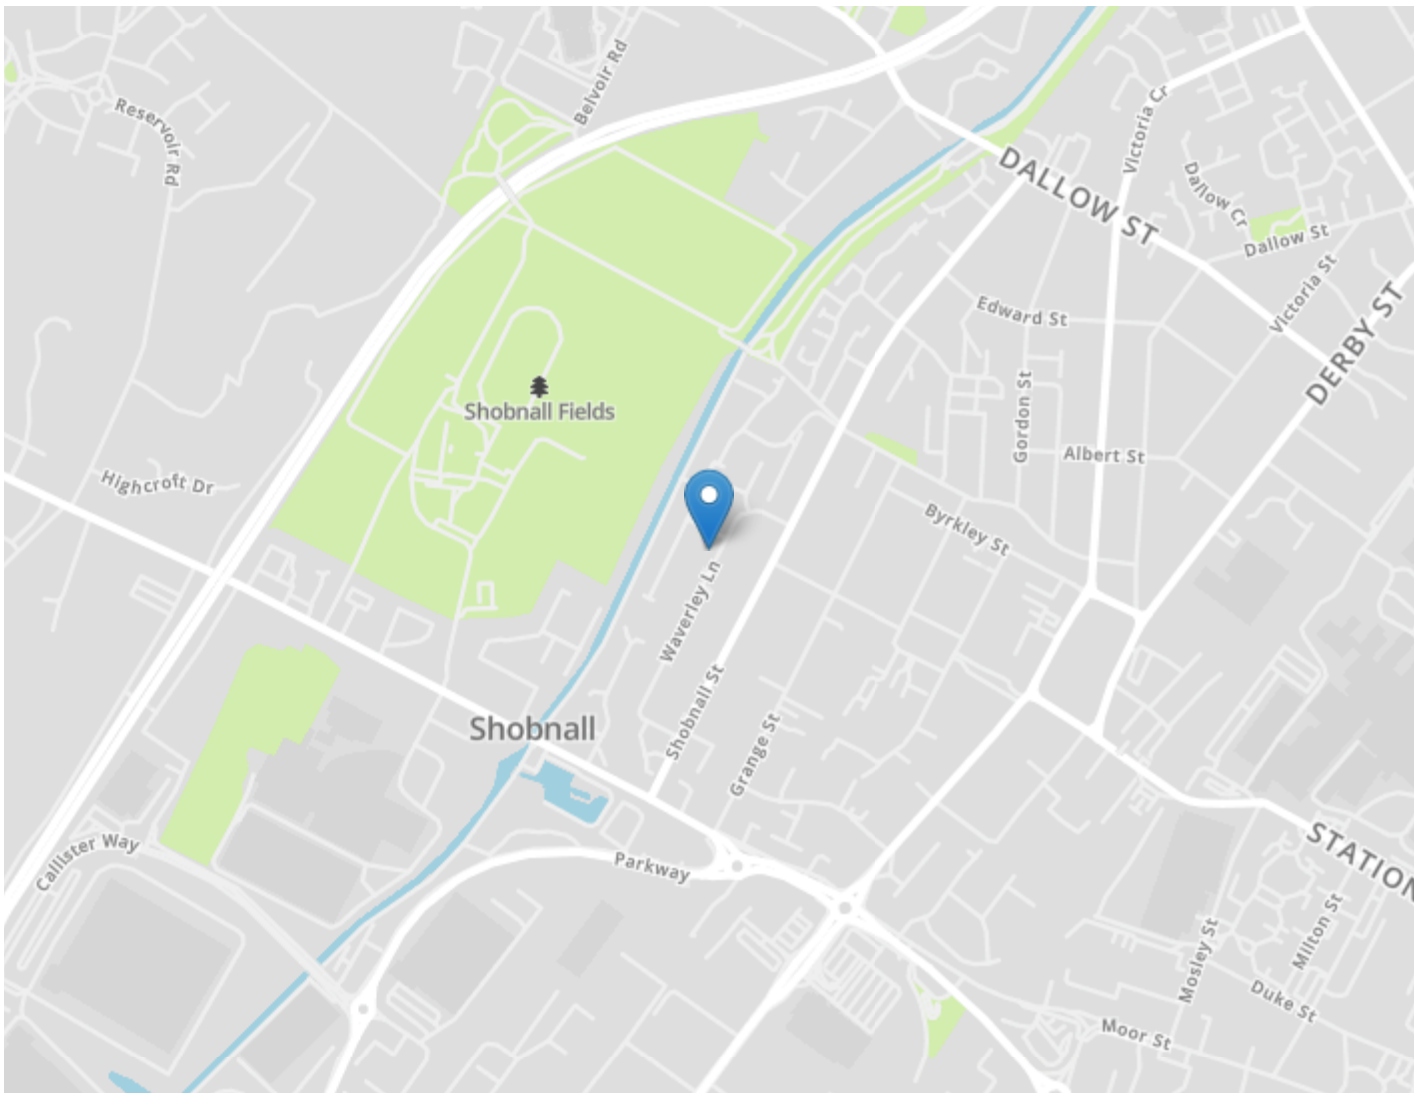 Belvoir Rd
Reservoir Rd
Victoria Cr
DALLOW ST
Dallow Cr
Dallow St
Victoria St
Edward St
DERBY ST
Gordon St
Shobnall Fields
Albert St
Highcroft Dr
Byrkley St
Waverley Ln
Shobnall St
Shobnall
Grange St
Callister Way
Parkway
STATION
Milton St
Mosley St
Duke St
Moor St